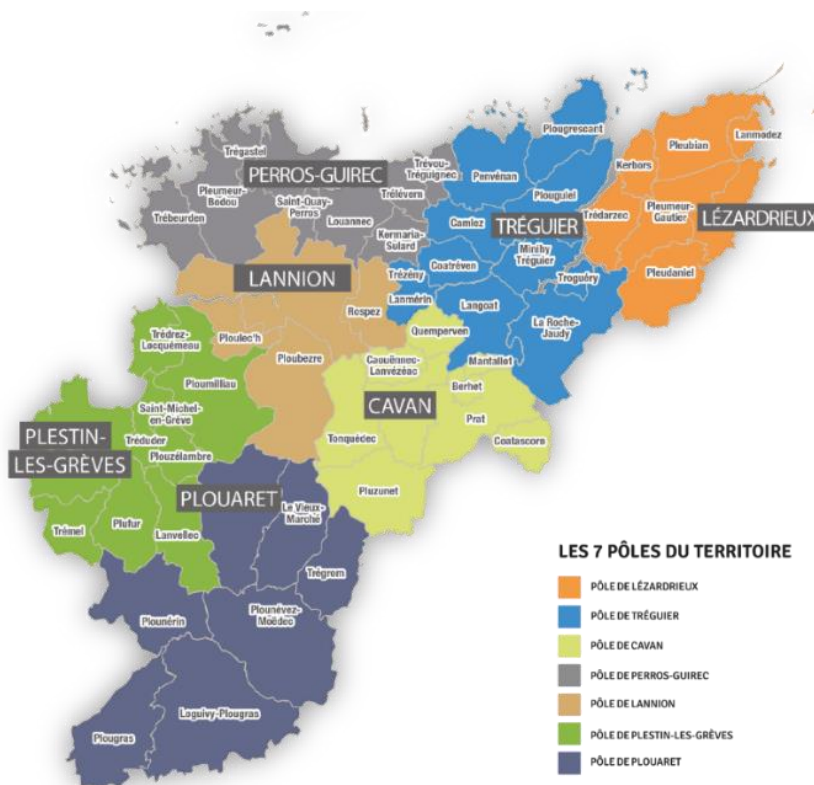 Plougrescant
Trégastel
Pleubian
Lanmodez
Trévou-
Tréguignec
Penvénan
Kerbors
PERROS-GUIREC
Pleumeur-
Bodou
Trélévern
Plouguiel
Saint-Quay-
Perros
Trébeurden
Louannec
Trédarzec
Pleumeur-
Gautier
LÉZARDRIEUX
Camlez
TRÉGUIER
Kermaria-
Sulard
Minihy
Tréguier
Coatréven
LANNION
Trézény
Troguéry
Pleudaniel
Lanmérin
Langoat
Rospez
La Roche-
Jaudy
Quemperven
Trédrez-
Locquémeau
Ploulec'h
Ploubezre
Caouënnec-
Lanvézéac
Mantallot
Ploumilliau
Berhet
CAVAN
Saint-Michel-
en-Grève
Prat
PLESTIN-
LES-GRÈVES
Tréduder
Tonquédec
Coatascorn
Plouzélambre
PLOUARET
Pluzunet
Le Vieux-
Marché
Trémel
Plufur
Lanvellec
Trégrom
Plounérin
Plounévez-
Moëdec
Loguivy-Plougras
Plougras
LES 7 PÔLES DU TERRITOIRE
PÔLE DE LÉZARDRIEUX
PÔLE DE TRÉGUIER
PÔLE DE CAVAN
PÔLE DE PERROS-GUIREC
PÔLE DE LANNION
PÔLE DE PLESTIN-LES-GRÈVES
PÔLE DE PLOUARET